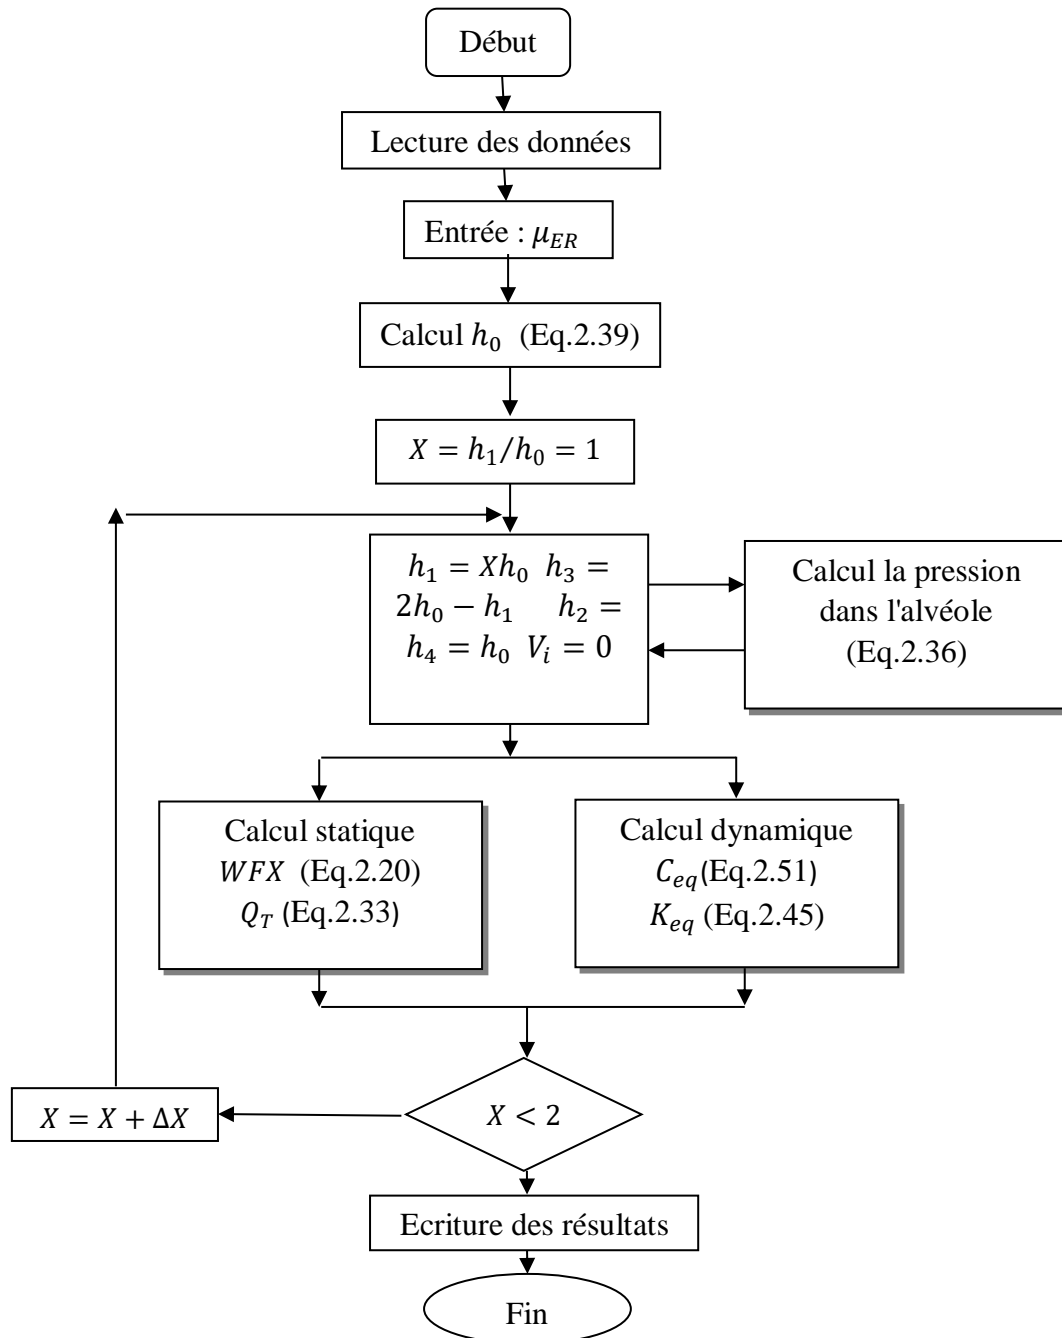 Début
Lecture des données
Entrée : μ_ER
Calcul h₀ (Eq.2.39)
X = h₁/h₀ = 1
h₁ = Xh₀ h₃ =
2h₀ − h₁ h₂ =
h₄ = h₀ V_i = 0
Calcul la pression
dans l'alvéole
(Eq.2.36)
Calcul statique
WFX (Eq.2.20)
Q_T (Eq.2.33)
Calcul dynamique
C_eq(Eq.2.51)
K_eq (Eq.2.45)
X < 2
X = X + ΔX
Ecriture des résultats
Fin